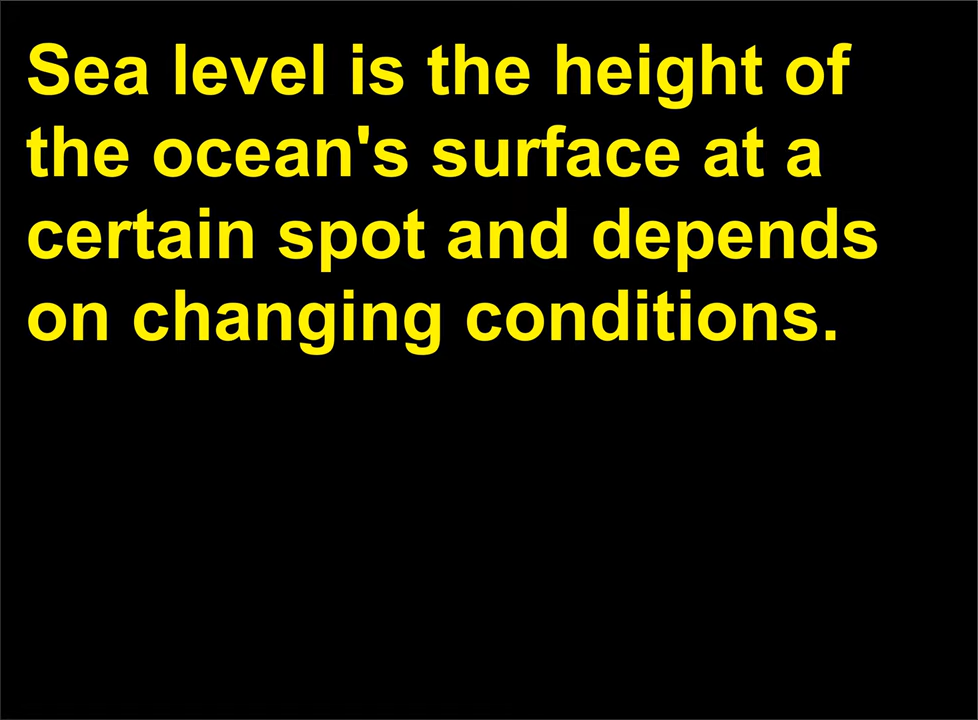 Sea level is the height of
the ocean's surface at a
certain spot and depends
on changing conditions.